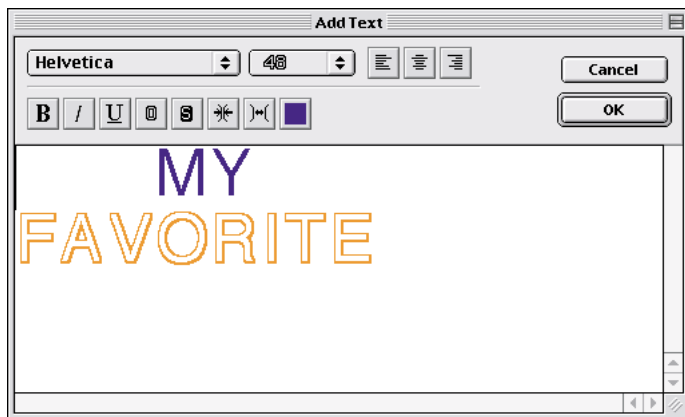 Add Text
Helvetica 48
Cancel
B I U O S
OK
MY
FAVORITE